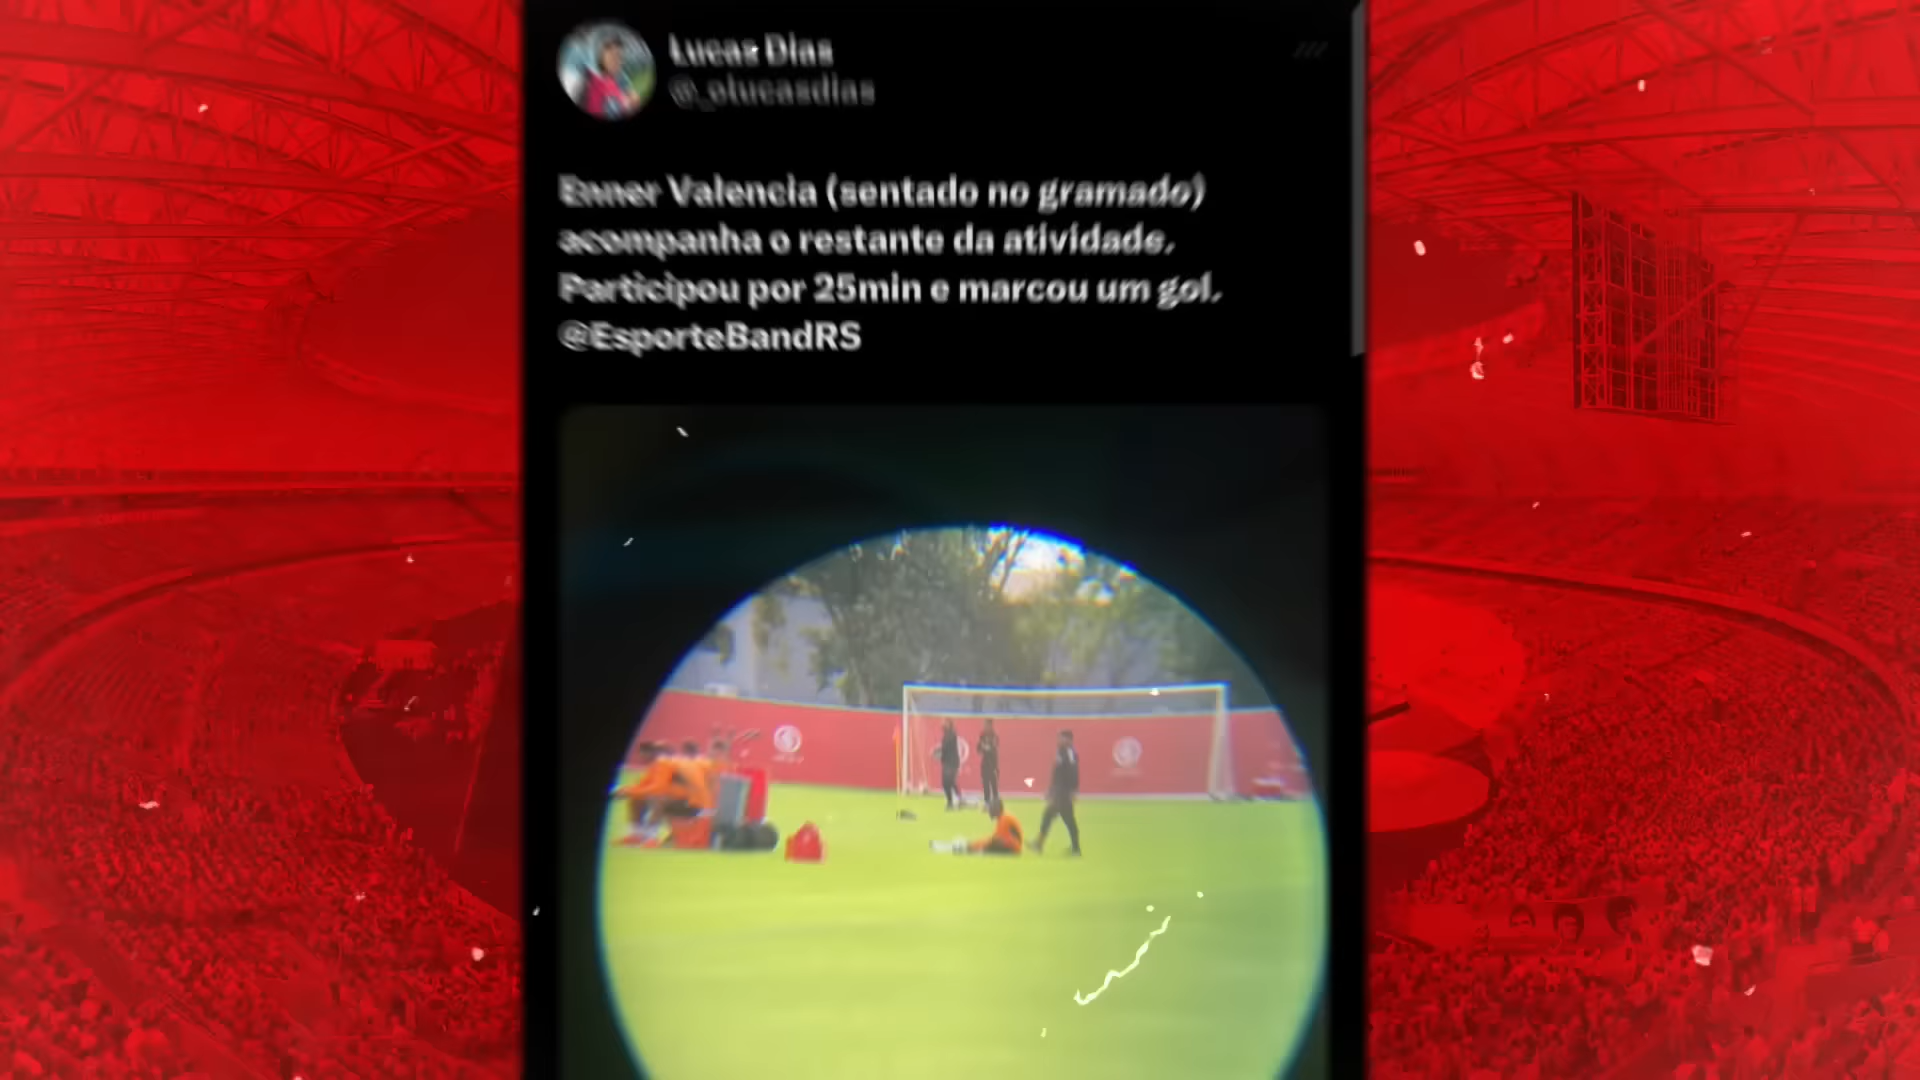 Lucas Dias
@_olucasdias
Enner Valencia (sentado no gramado)
acompanha o restante da atividade.
Participou por 25min e marcou um gol.
@EsporteBandRS